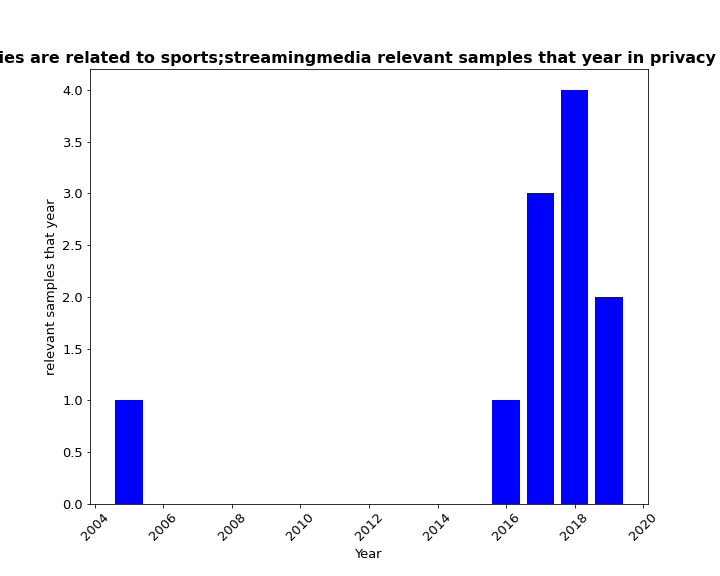 ies are related to sports;streamingmedia relevant samples that year in privacy
4.0
3.5
3.0
2.5
2.0
1.5
1.0
0.5
0.0
relevant samples that year
2004 2006 2008 2010 2012 2014 2016 2018 2020
Year